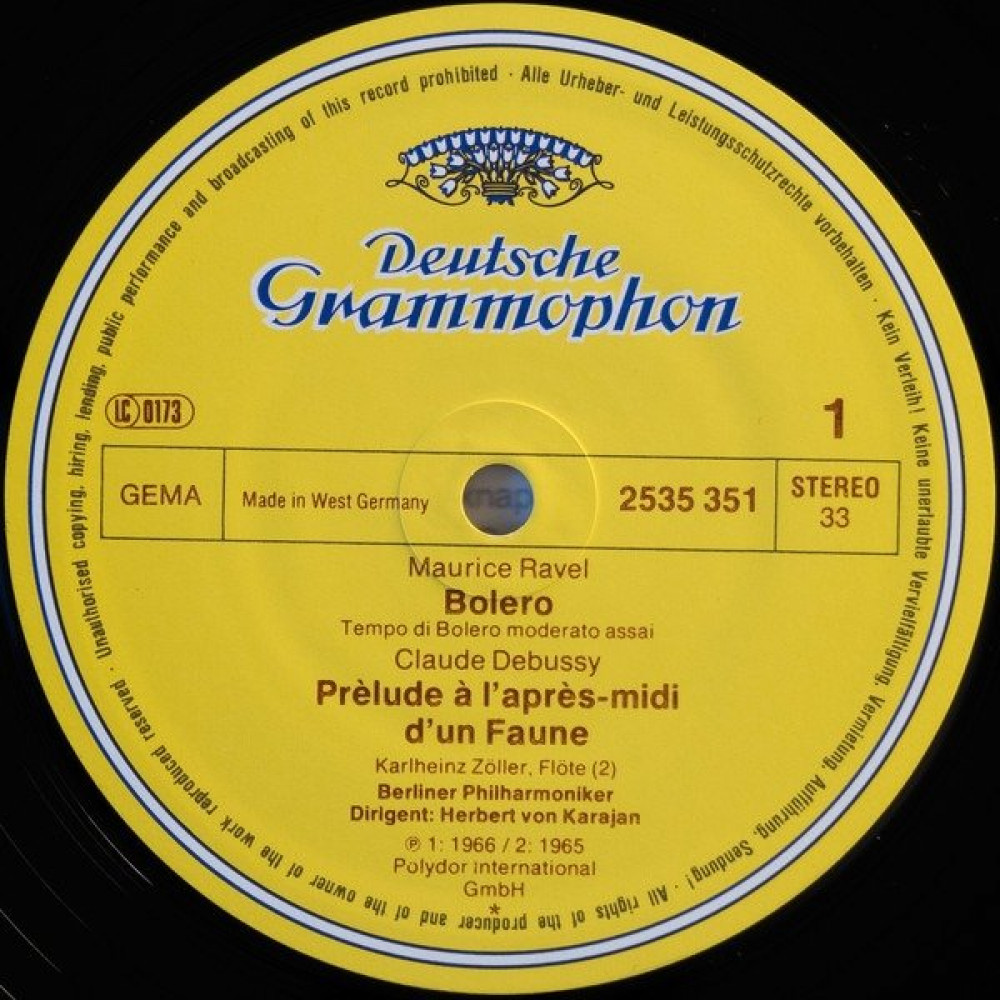 Deutsche
Grammophon
LC 0173
1
GEMA
Made in West Germany
2535 351
STEREO
33
Maurice Ravel
Bolero
Tempo di Bolero moderato assai
Claude Debussy
Prèlude à l'après-midi
d'un Faune
Karlheinz Zöller, Flöte (2)
Berliner Philharmoniker
Dirigent: Herbert von Karajan
℗ 1: 1966 / 2: 1965
Polydor International
GmbH
*
Alle Urheber- und Leistungsschutzrechte vorbehalten · Kein Verleih! Keine unerlaubte Vervielfältigung, Vermietung, Aufführung, Sendung! · All rights of the producer and of the owner of the work reproduced reserved · Unauthorised copying, hiring, lending, public performance and broadcasting of this record prohibited ·